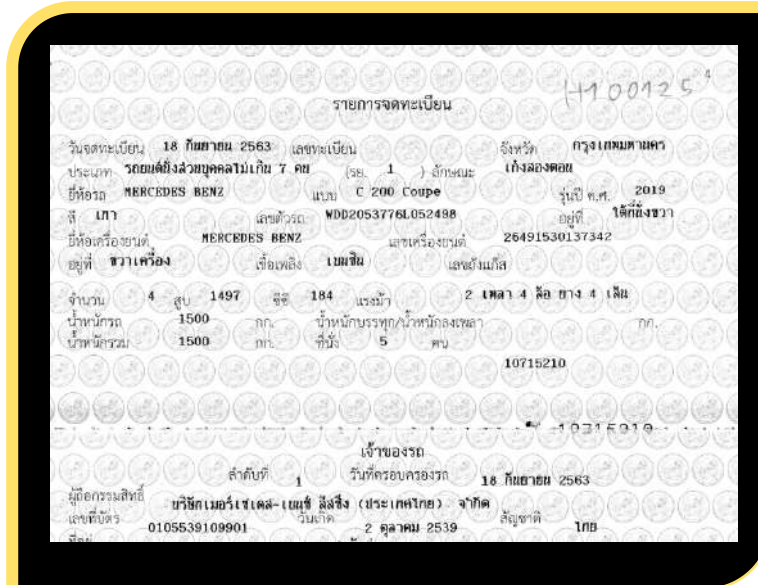 H100125
รายการจดทะเบียน
วันจดทะเบียน 18 กันยายน 2563 เลขทะเบียน จังหวัด กรุงเทพมหานคร
ประเภท รถยนต์นั่งส่วนบุคคลไม่เกิน 7 คน (รย. 1 ) ลักษณะ เก๋งสองตอน
ยี่ห้อรถ MERCEDES BENZ แบบ C 200 Coupe รุ่นปี ค.ศ. 2019
สี เทา เลขตัวรถ WDD2053776L052498 อยู่ที่ ใต้ที่นั่งขวา
ยี่ห้อเครื่องยนต์ MERCEDES BENZ เลขเครื่องยนต์ 26491530137342
อยู่ที่ ขวาเครื่อง เชื้อเพลิง เบนซิน เลขถังแก๊ส
จำนวน 4 สูบ 1497 ซีซี 184 แรงม้า 2 เพลา 4 ล้อ ยาง 4 เส้น
น้ำหนักรถ 1500 กก. น้ำหนักบรรทุก/น้ำหนักลงเพลา กก.
น้ำหนักรวม 1500 กก. ที่นั่ง 5 คน
10715210
เจ้าของรถ
ลำดับที่ 1 วันที่ครอบครองรถ 18 กันยายน 2563
ผู้ถือกรรมสิทธิ์ บริษัทเมอร์เซเดส-เบนซ์ ลีสซิ่ง (ประเทศไทย) จำกัด
เลขที่บัตร 0105539109901 วันเกิด 2 ตุลาคม 2539 สัญชาติ ไทย